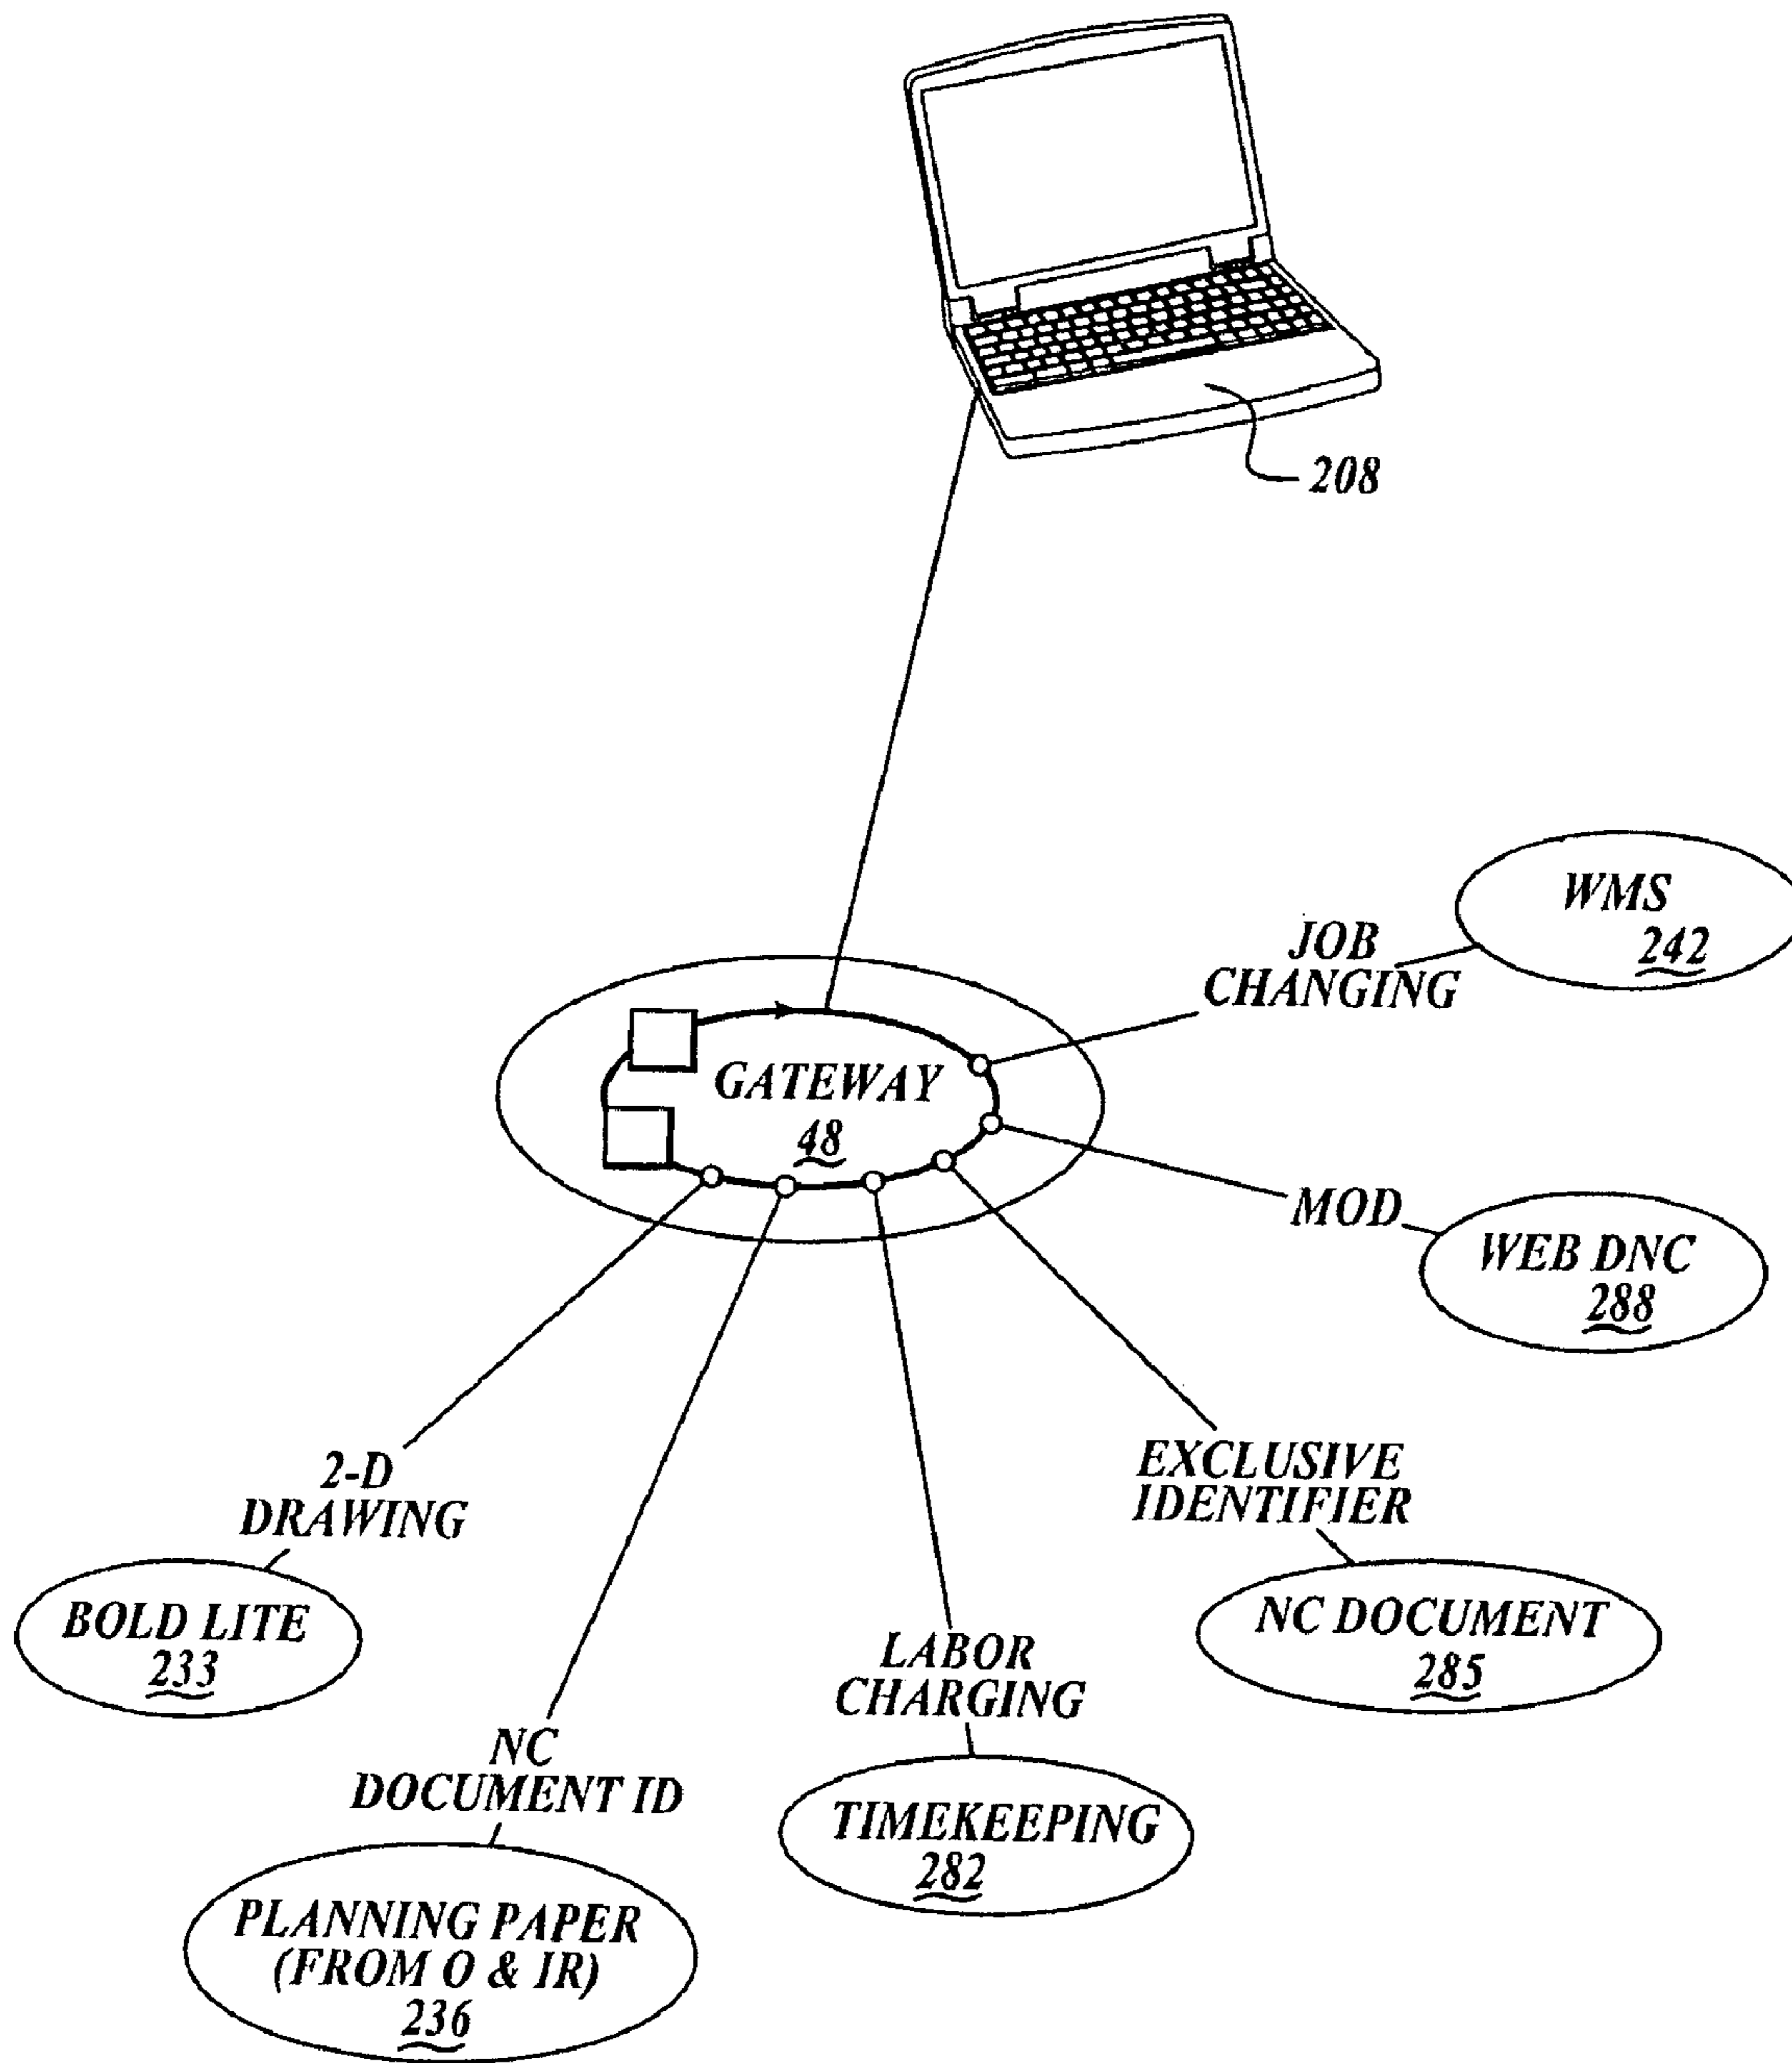 208
WMS
242
JOB
CHANGING
GATEWAY
48
MOD
WEB DNC
288
2-D
DRAWING
BOLD LITE
233
EXCLUSIVE
IDENTIFIER
NC DOCUMENT
285
LABOR
CHARGING
TIMEKEEPING
282
NC
DOCUMENT ID
PLANNING PAPER
(FROM O & IR)
236